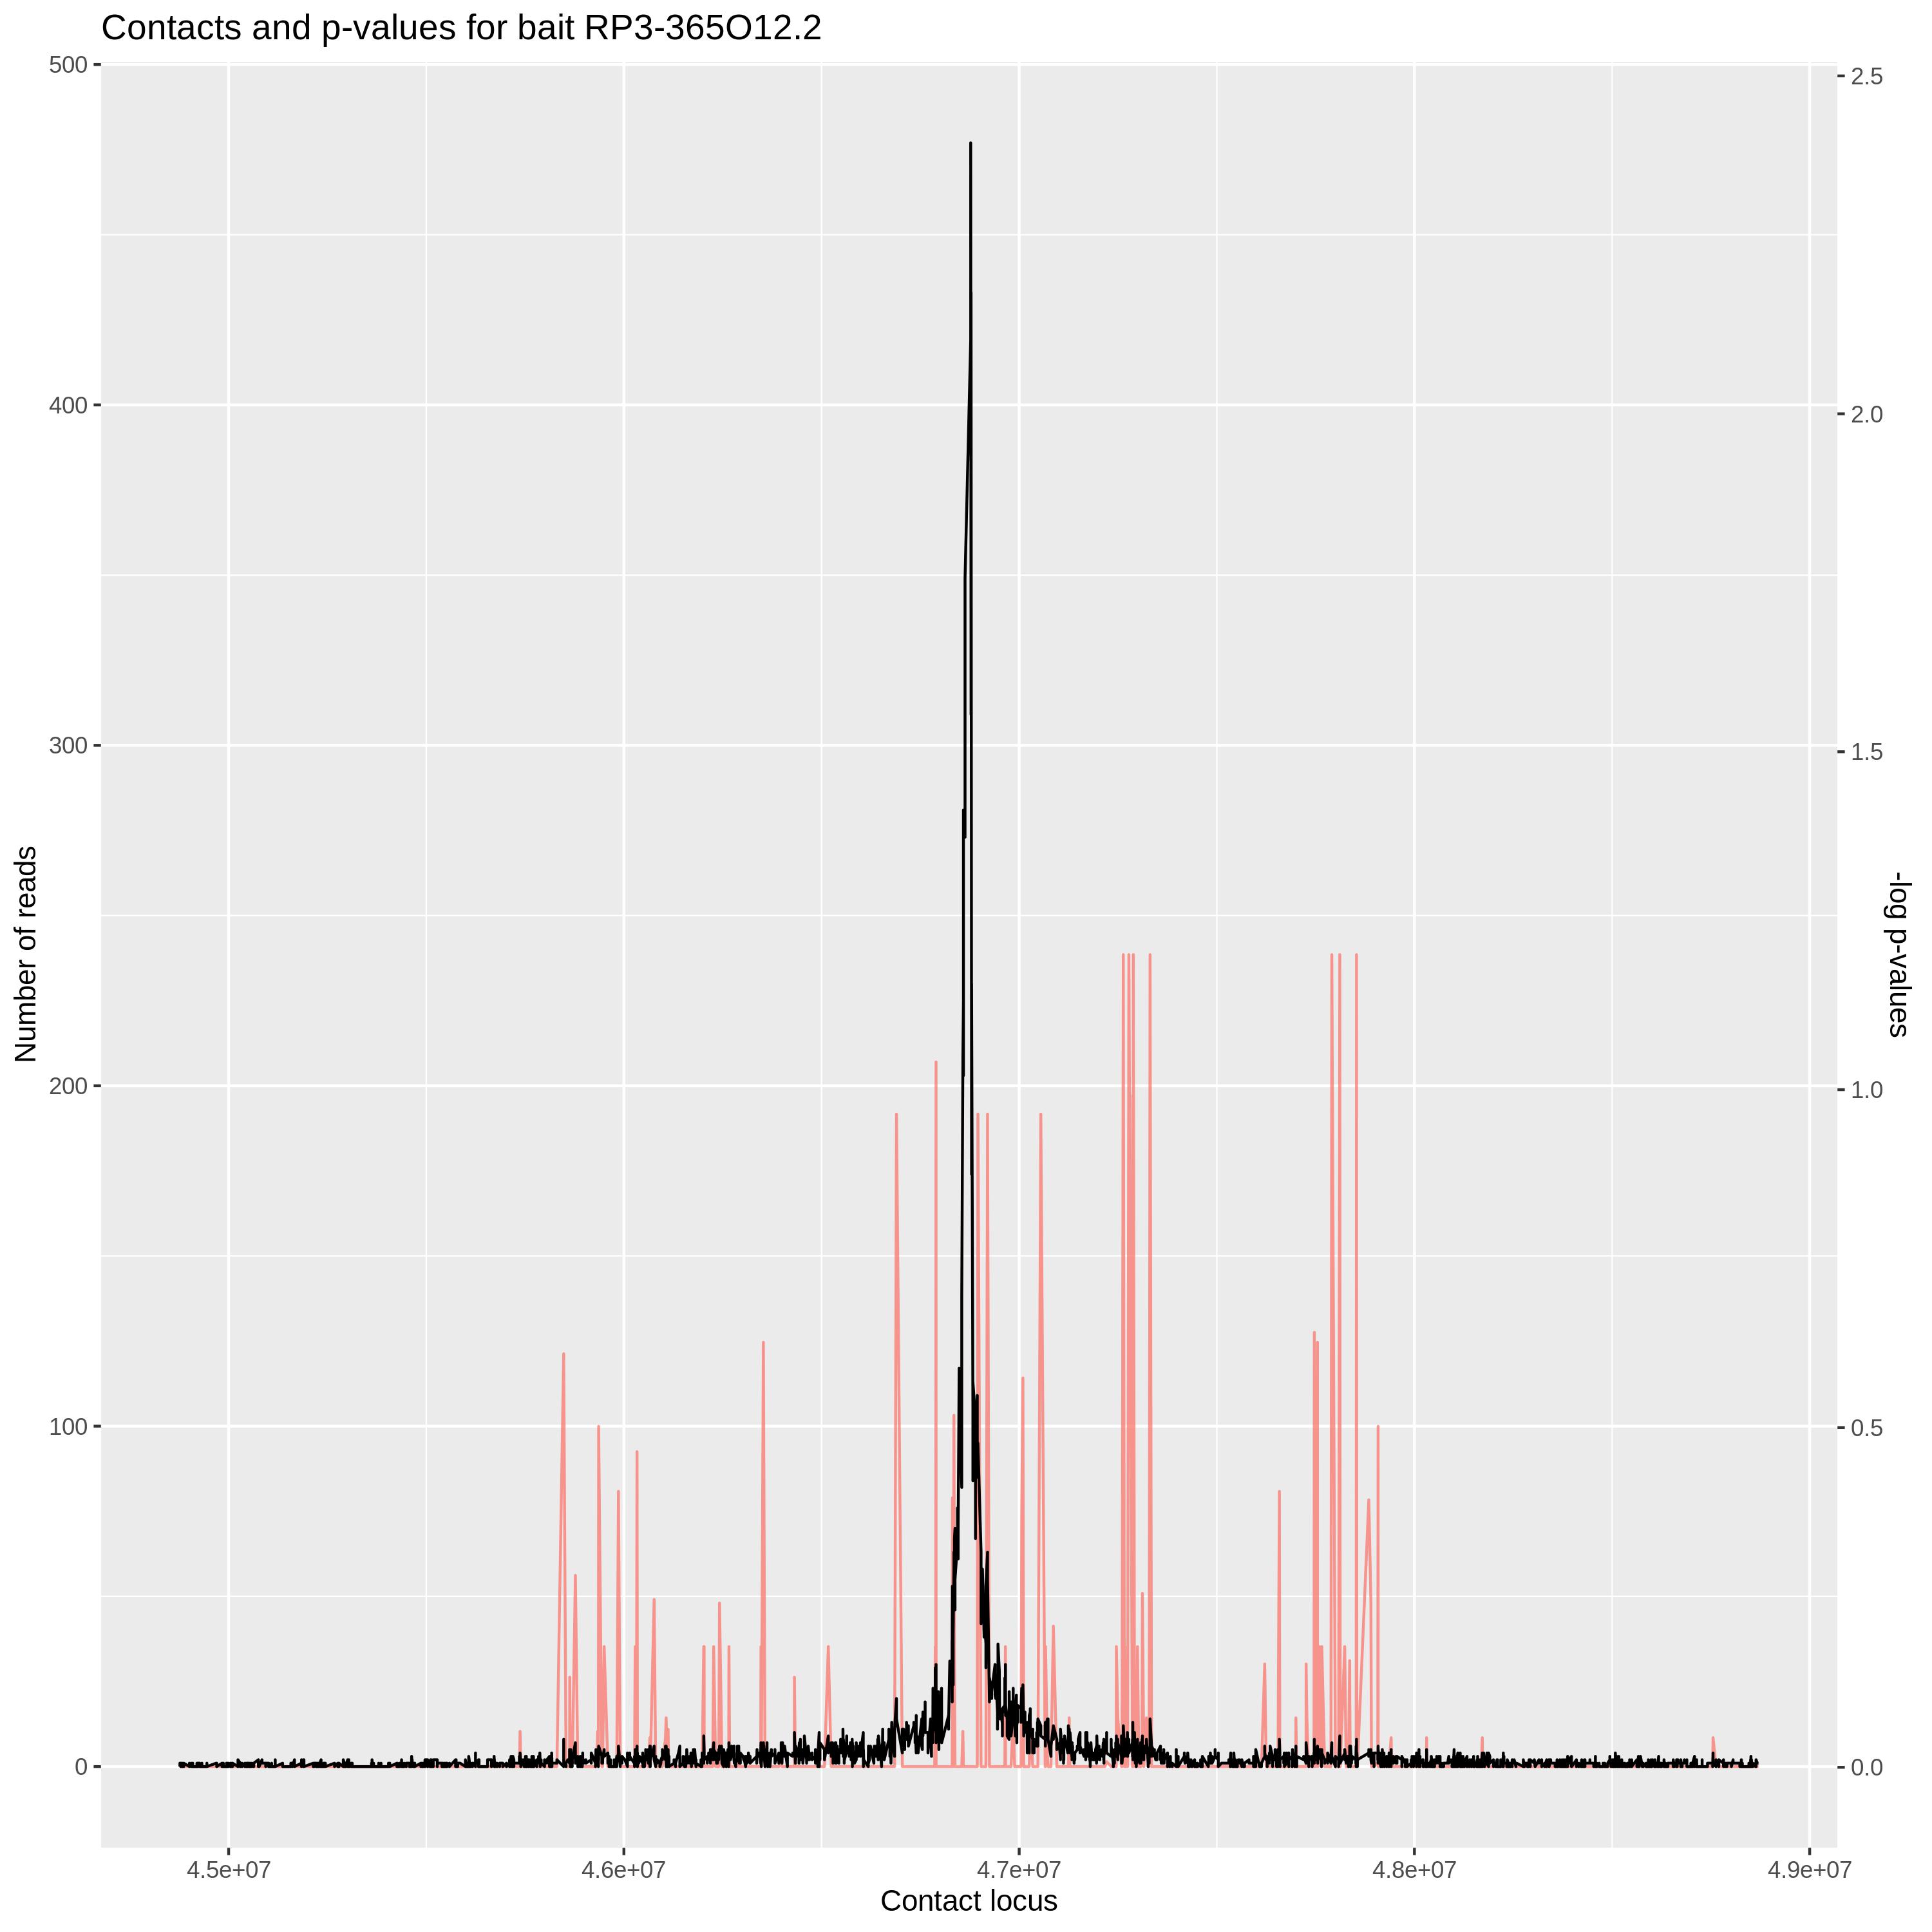 Contacts and p-values for bait RP3-365O12.2
500
400
300
200
100
0
Number of reads
2.5
2.0
1.5
1.0
0.5
0.0
-log p-values
4.5e+07 4.6e+07 4.7e+07 4.8e+07 4.9e+07
Contact locus